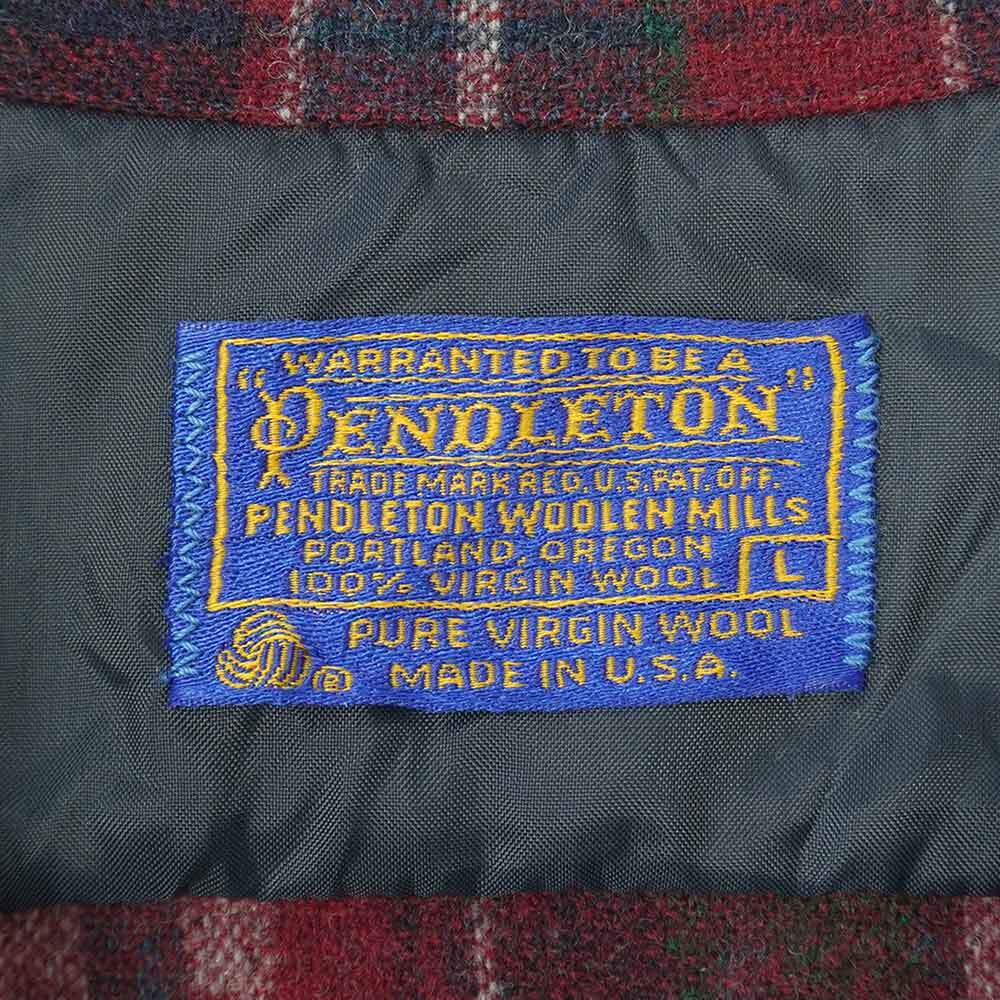 WARRANTED TO BE A
"PENDLETON"
TRADE MARK REG. U.S. PAT. OFF.
PENDLETON WOOLEN MILLS
PORTLAND, OREGON
100% VIRGIN WOOL L
PURE VIRGIN WOOL
MADE IN U.S.A.